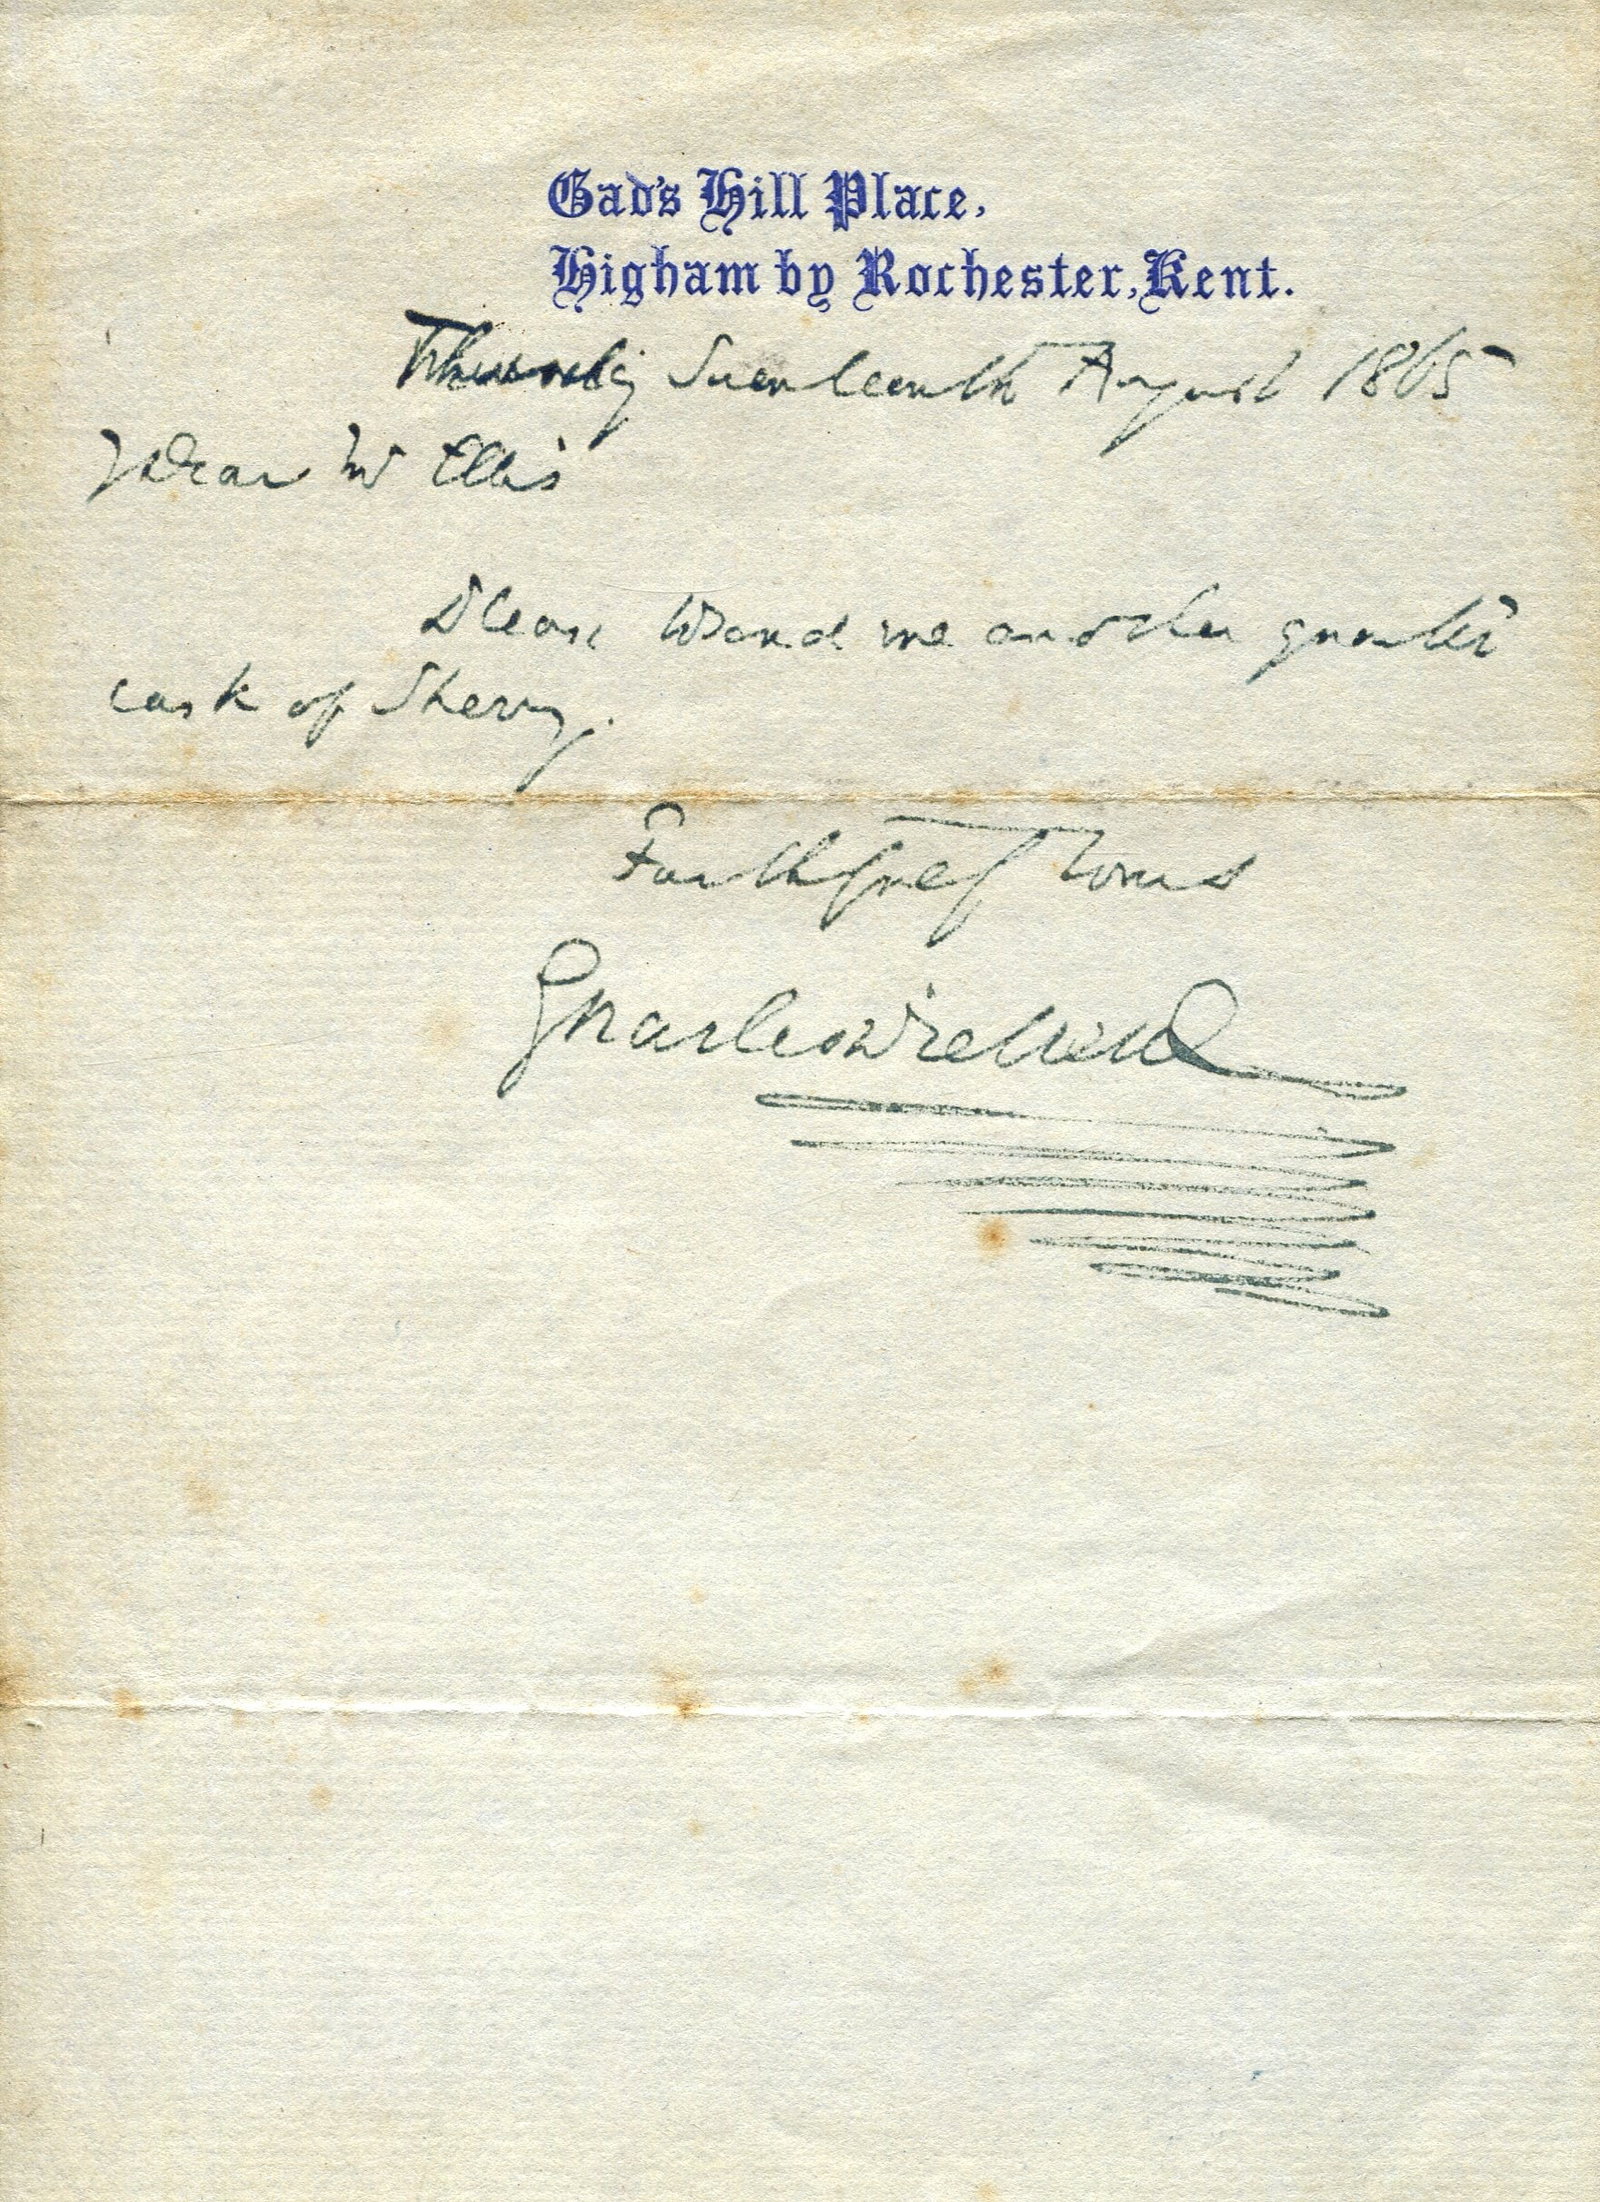 Gad's Hill Place,
Higham by Rochester, Kent.
Thursday Seventeenth August 1865
Dear Mr Ellis
Please send me another quarter
cask of Sherry.
Faithfully Yours
Charles Dickens